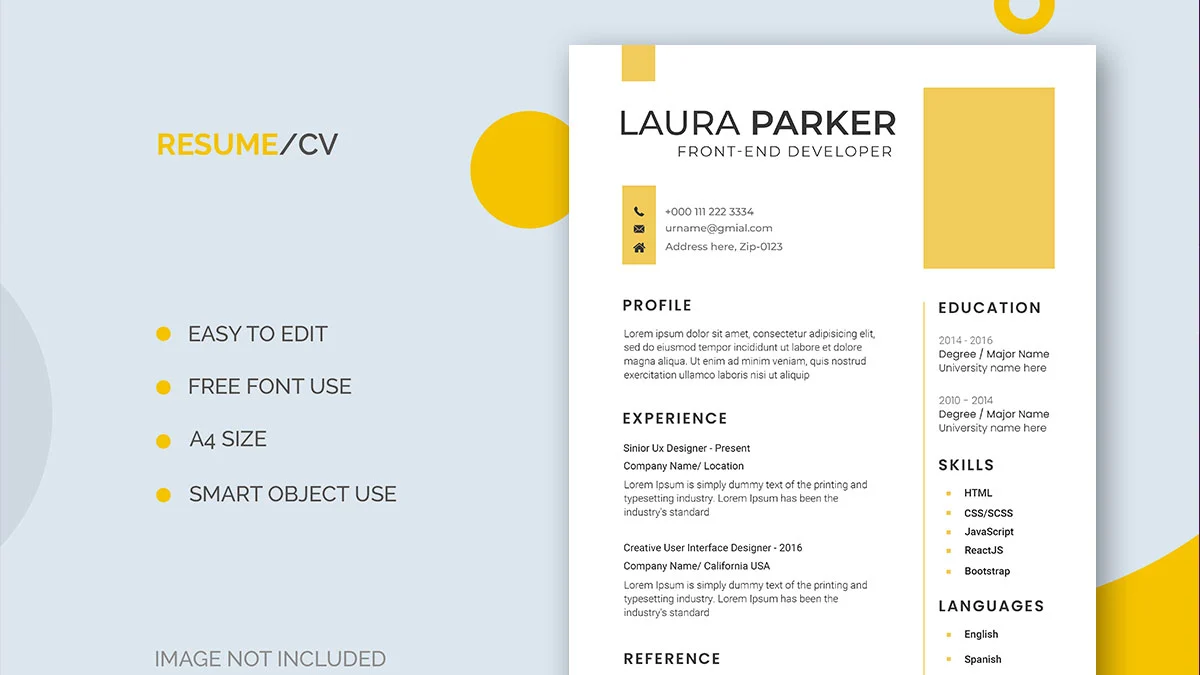 RESUME/CV
EASY TO EDIT
FREE FONT USE
A4 SIZE
SMART OBJECT USE
IMAGE NOT INCLUDED
LAURA PARKER
FRONT-END DEVELOPER
+000 111 222 3334
urname@gmial.com
Address here, Zip-0123
PROFILE
Lorem ipsum dolor sit amet, consectetur adipisicing elit,
sed do eiusmod tempor incididunt ut labore et dolore
magna aliqua. Ut enim ad minim veniam, quis nostrud
exercitation ullamco laboris nisi ut aliquip
EXPERIENCE
Sinior Ux Designer - Present
Company Name/ Location
Lorem Ipsum is simply dummy text of the printing and
typesetting industry. Lorem Ipsum has been the
industry's standard
Creative User Interface Designer - 2016
Company Name/ California USA
Lorem Ipsum is simply dummy text of the printing and
typesetting industry. Lorem Ipsum has been the
industry's standard
REFERENCE
EDUCATION
2014 - 2016
Degree / Major Name
University name here
2010 - 2014
Degree / Major Name
University name here
SKILLS
HTML
CSS/SCSS
JavaScript
ReactJS
Bootstrap
LANGUAGES
English
Spanish